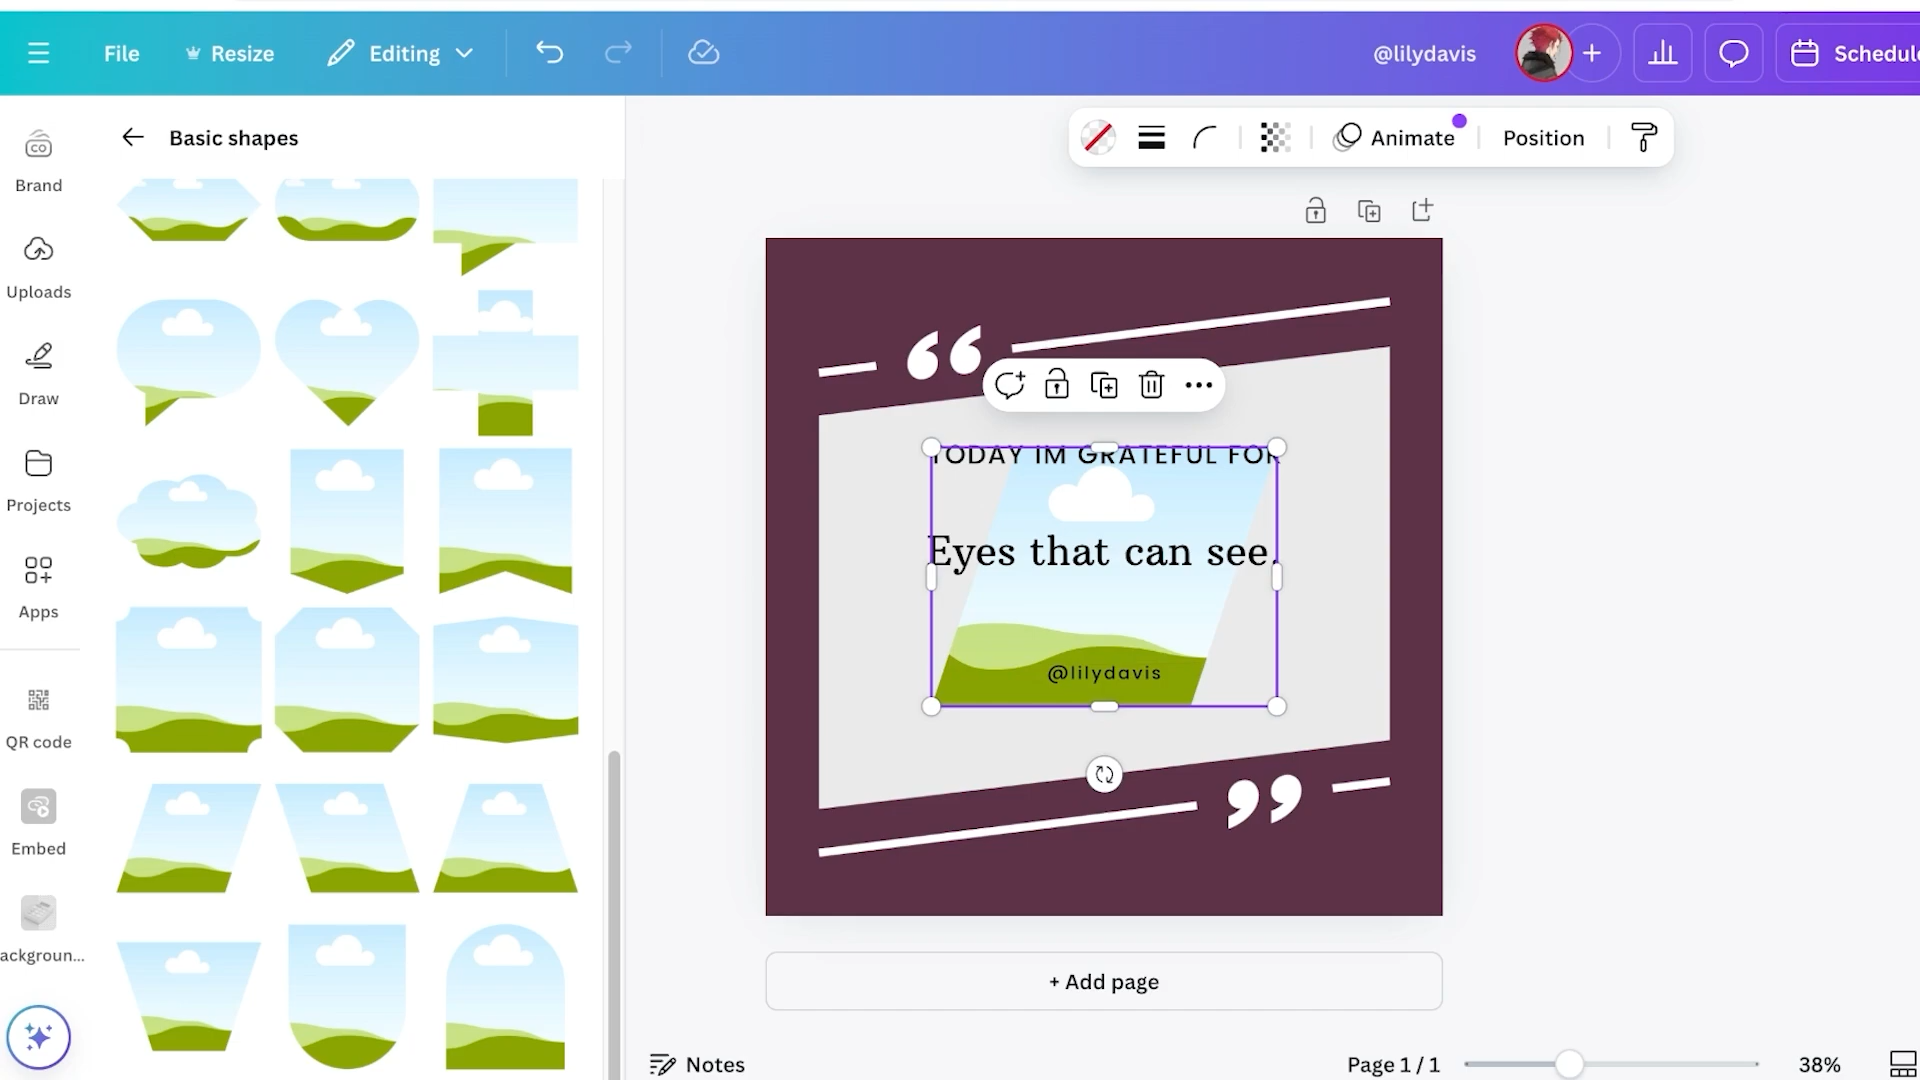 File
Resize
Editing
@lilydavis
Schedul
Brand
Uploads
Draw
Projects
Apps
QR code
Embed
ackgroun...
Basic shapes
Animate
Position
TODAY IM GRATEFUL FOR
Eyes that can see.
@lilydavis
+ Add page
Notes
Page 1 / 1
38%